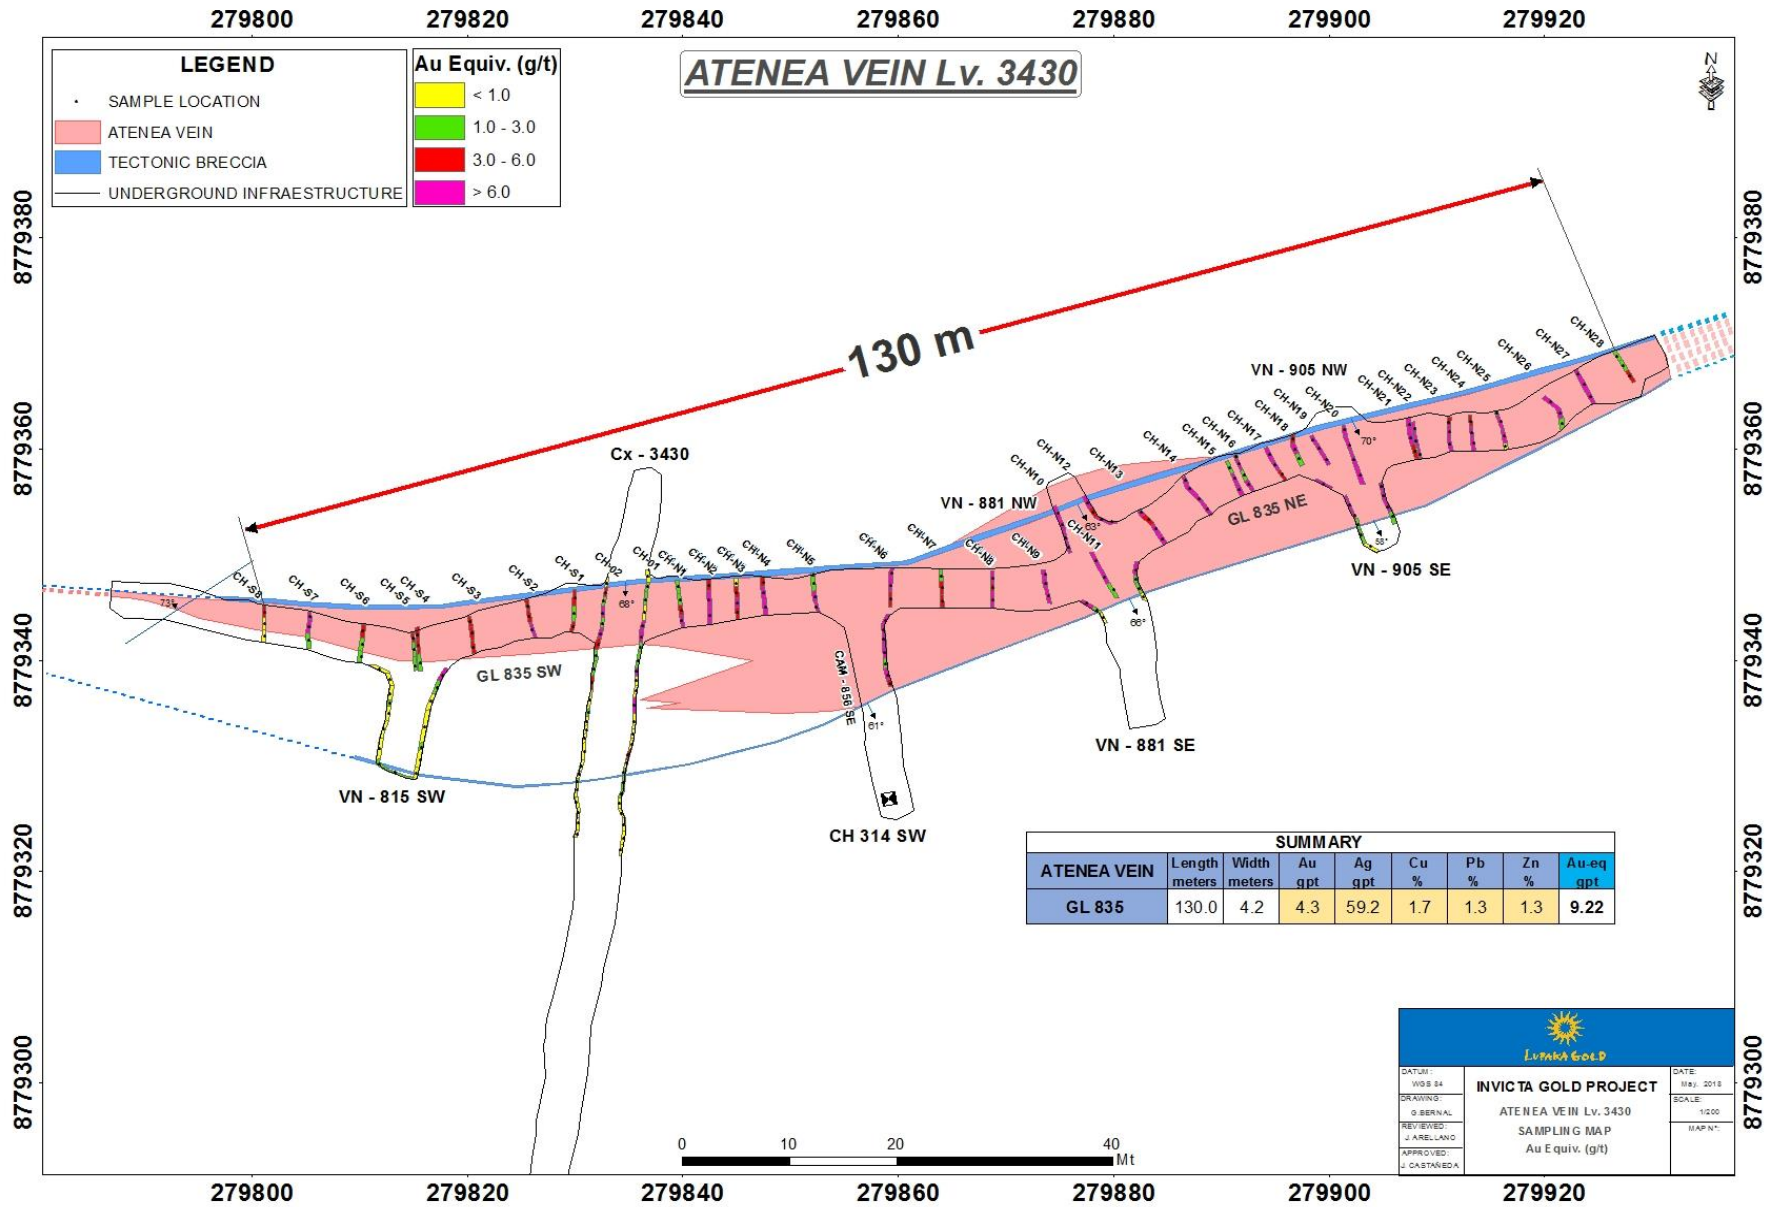 279800 279820 279840 279860 279880 279900 279920
LEGEND
SAMPLE LOCATION
ATENEA VEIN
TECTONIC BRECCIA
UNDERGROUND INFRAESTRUCTURE
Au Equiv. (g/t)
< 1.0
1.0 - 3.0
3.0 - 6.0
> 6.0
ATENEA VEIN Lv. 3430
N
8779380
8779360
8779340
8779320
8779300
8779380
8779360
8779340
8779320
8779300
130 m
Cx - 3430
VN - 881 NW
VN - 905 NW
CH-S8
CH-S7
CH-S6
CH-S5
CH-S4
CH-S3
CH-S2
CH-S1
CH-02
CH-01
CH-N1
CH-N2
CH-N3
CH-N4
CH-N5
CH-N6
CH-N7
CH-N8
CH-N9
CH-N10
CH-N11
CH-N12
CH-N13
CH-N14
CH-N15
CH-N16
CH-N17
CH-N18
CH-N19
CH-N20
CH-N21
CH-N22
CH-N23
CH-N24
CH-N25
CH-N26
CH-N27
CH-N28
73°
68°
63°
70°
58°
66°
61°
GL 835 SW
GL 835 NE
CAM - 856 SE
VN - 815 SW
CH 314 SW
VN - 881 SE
VN - 905 SE
SUMMARY
ATENEA VEIN Length meters Width meters Au gpt Ag gpt Cu % Pb % Zn % Au-eq gpt
GL 835 130.0 4.2 4.3 59.2 1.7 1.3 1.3 9.22
LUPAKA GOLD
DATUM:
WGS 84
DRAWING:
G.BERNAL
REVIEWED:
J.ARELLANO
APPROVED:
J. CASTAÑEDA
INVICTA GOLD PROJECT
ATENEA VEIN Lv. 3430
SAMPLING MAP
Au Equiv. (g/t)
DATE:
May. 2018
SCALE:
1/200
MAP N°:
0 10 20 40
Mt
279800 279820 279840 279860 279880 279900 279920